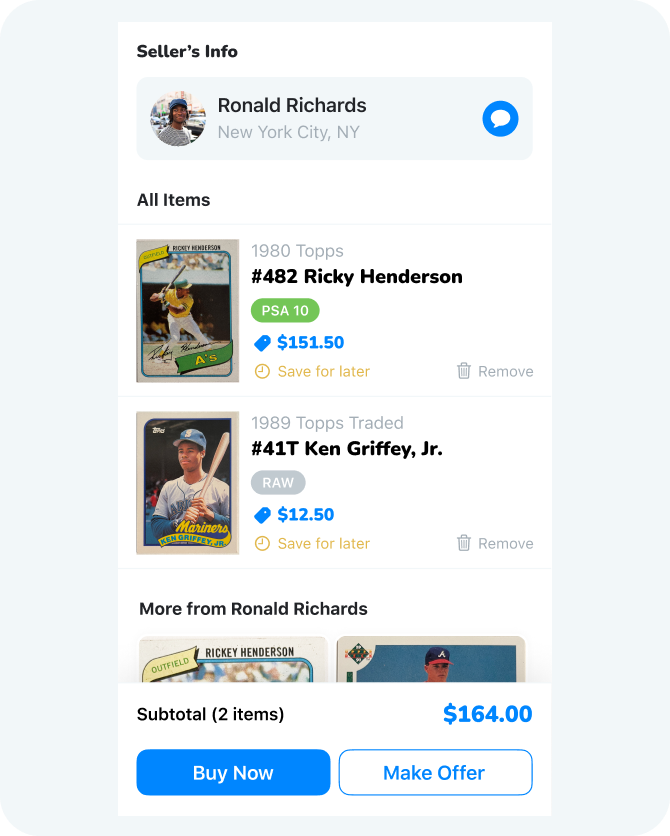 Seller's Info
Ronald Richards
New York City, NY
All Items
OUTFIELD
RICKEY HENDERSON
A's
1980 Topps
#482 Ricky Henderson
PSA 10
$151.50
Save for later
Remove
Topps
Mariners
KEN GRIFFEY, JR.
1989 Topps Traded
#41T Ken Griffey, Jr.
RAW
$12.50
Save for later
Remove
More from Ronald Richards
OUTFIELD
RICKEY HENDERSON
A
Subtotal (2 items)
$164.00
Buy Now
Make Offer